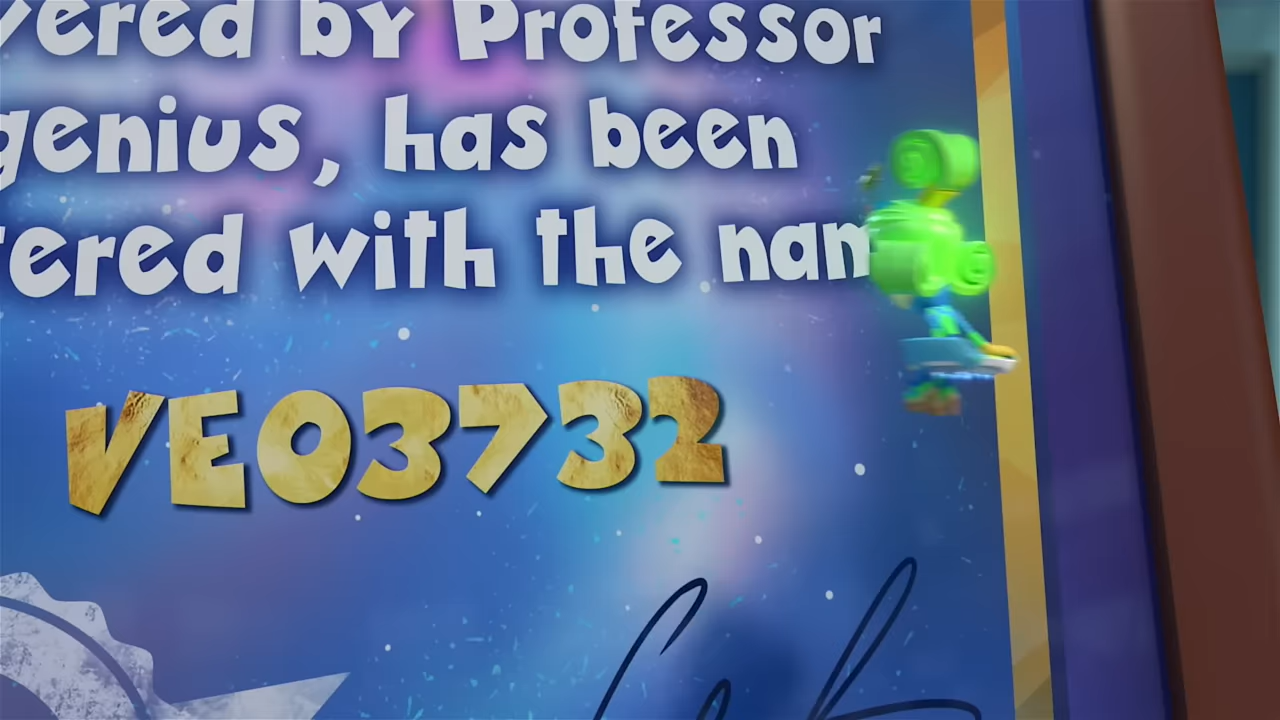 vered by Professor
genius, has been
ered with the nam
VE03732